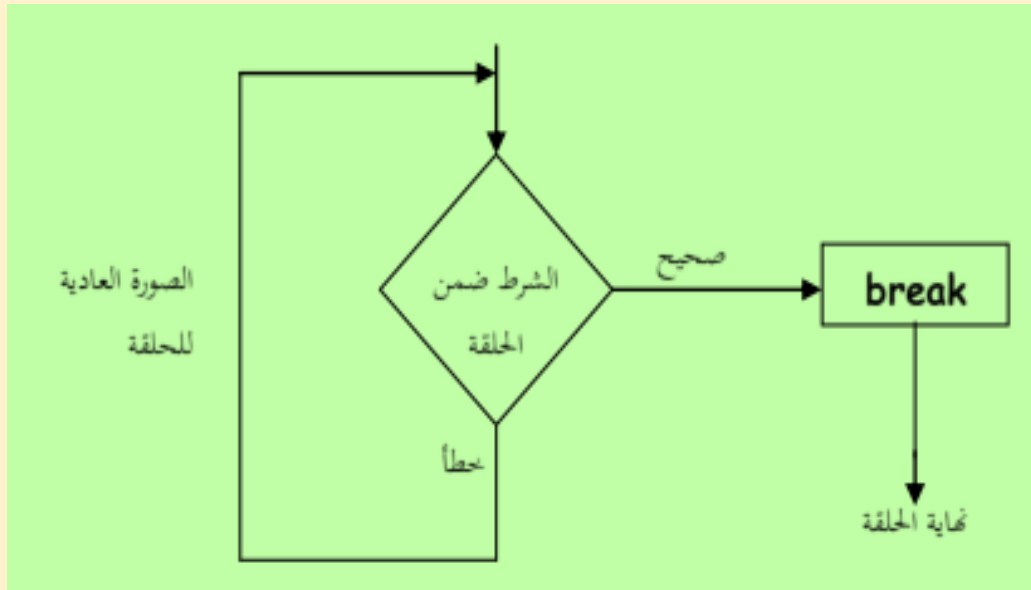 صحيح
break
الشرط ضمن
الحلقة
الصورة العادية
للحلقة
خطأ
نهاية الحلقة